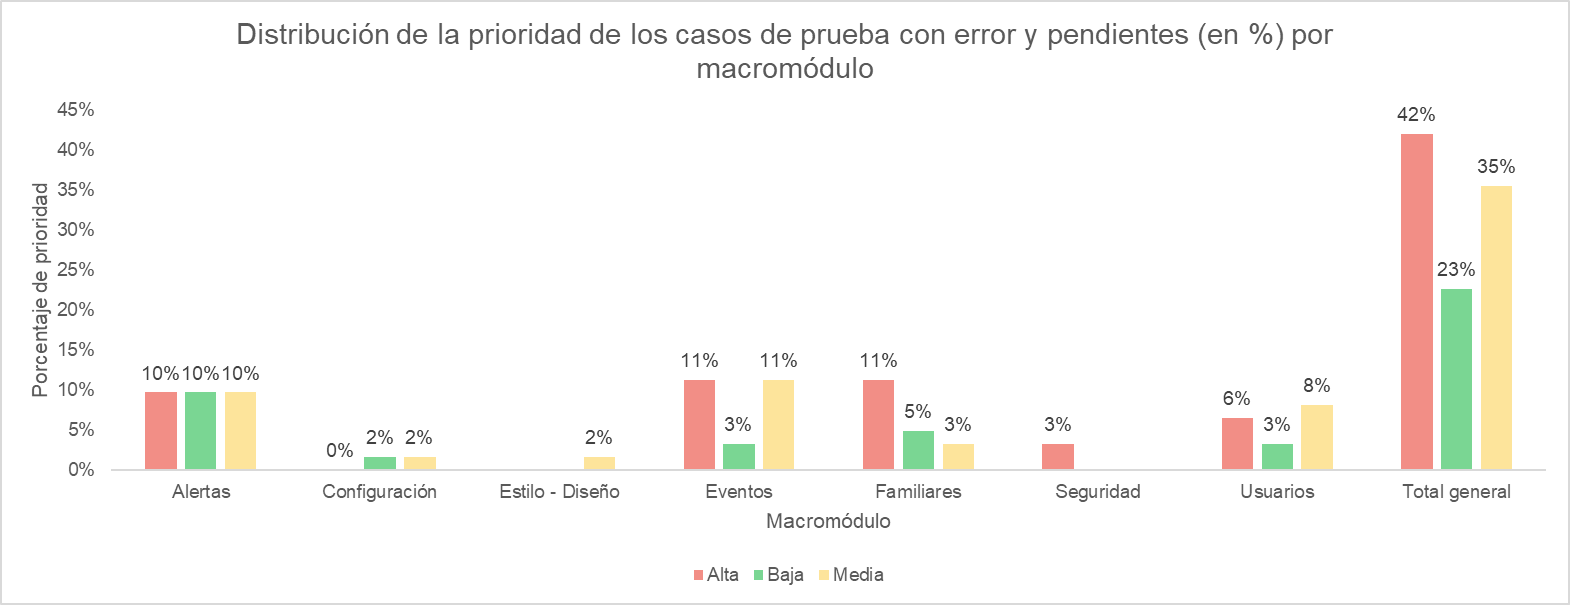 Distribución de la prioridad de los casos de prueba con error y pendientes (en %) por
macromódulo
Porcentaje de prioridad
45%
40%
35%
30%
25%
20%
15%
10%
5%
0%
10% 10% 10%
0% 2% 2%
2%
11% 3% 11%
11% 5% 3%
3%
6% 3% 8%
42% 23% 35%
Alertas Configuración Estilo - Diseño Eventos Familiares Seguridad Usuarios Total general
Macromódulo
Alta Baja Media